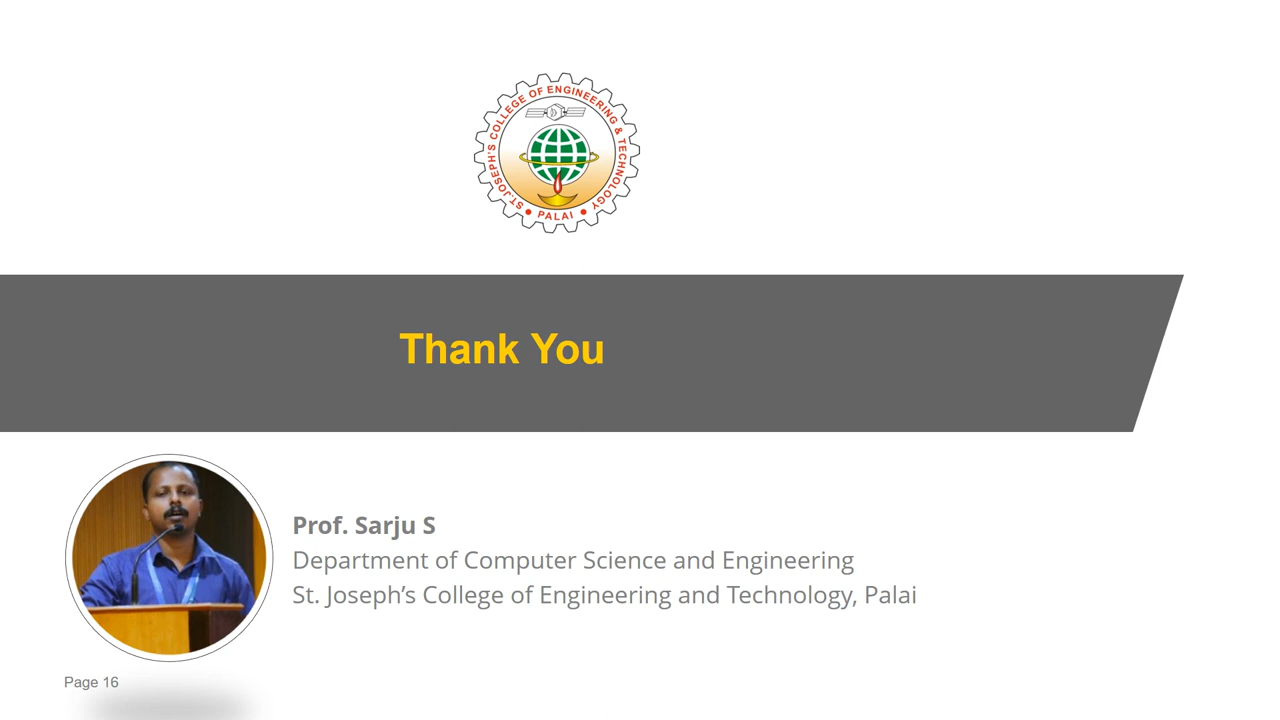 ST.JOSEPH'S COLLEGE OF ENGINEERING & TECHNOLOGY
PALAI
Thank You
Prof. Sarju S
Department of Computer Science and Engineering
St. Joseph’s College of Engineering and Technology, Palai
Page 16